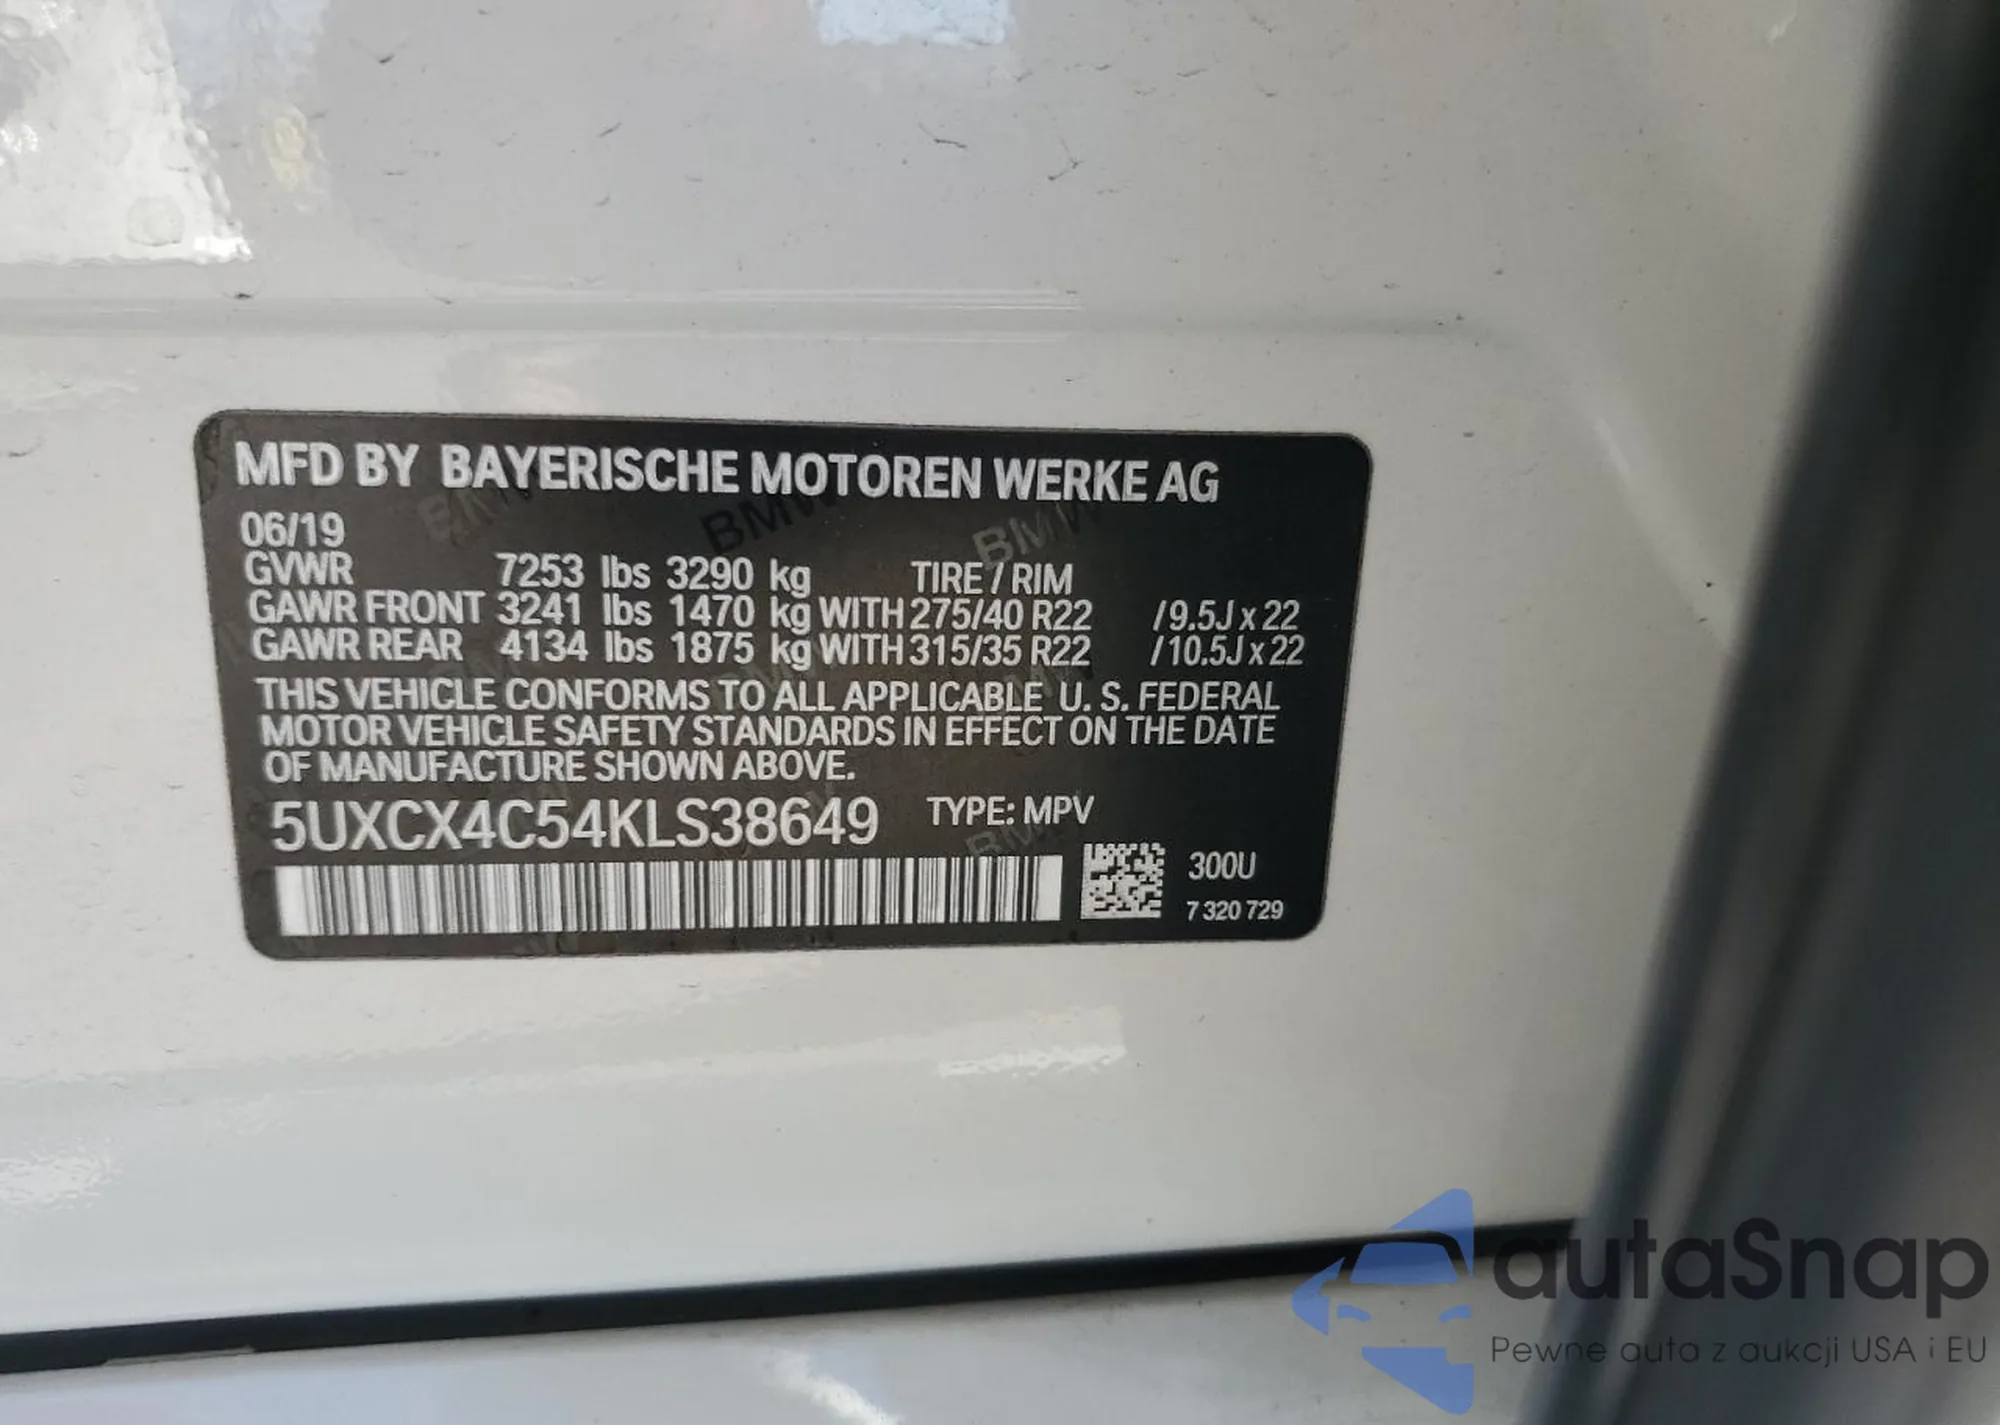 MFD BY BAYERISCHE MOTOREN WERKE AG
06/19
GVWR 7253 lbs 3290 kg TIRE / RIM
GAWR FRONT 3241 lbs 1470 kg WITH 275/40 R22 /9.5J x 22
GAWR REAR 4134 lbs 1875 kg WITH 315/35 R22 /10.5J x 22
THIS VEHICLE CONFORMS TO ALL APPLICABLE U. S. FEDERAL
MOTOR VEHICLE SAFETY STANDARDS IN EFFECT ON THE DATE
OF MANUFACTURE SHOWN ABOVE.
5UXCX4C54KLS38649 TYPE: MPV
300U
7 320 729
autaSnap
Pewne auta z aukcji USA i EU